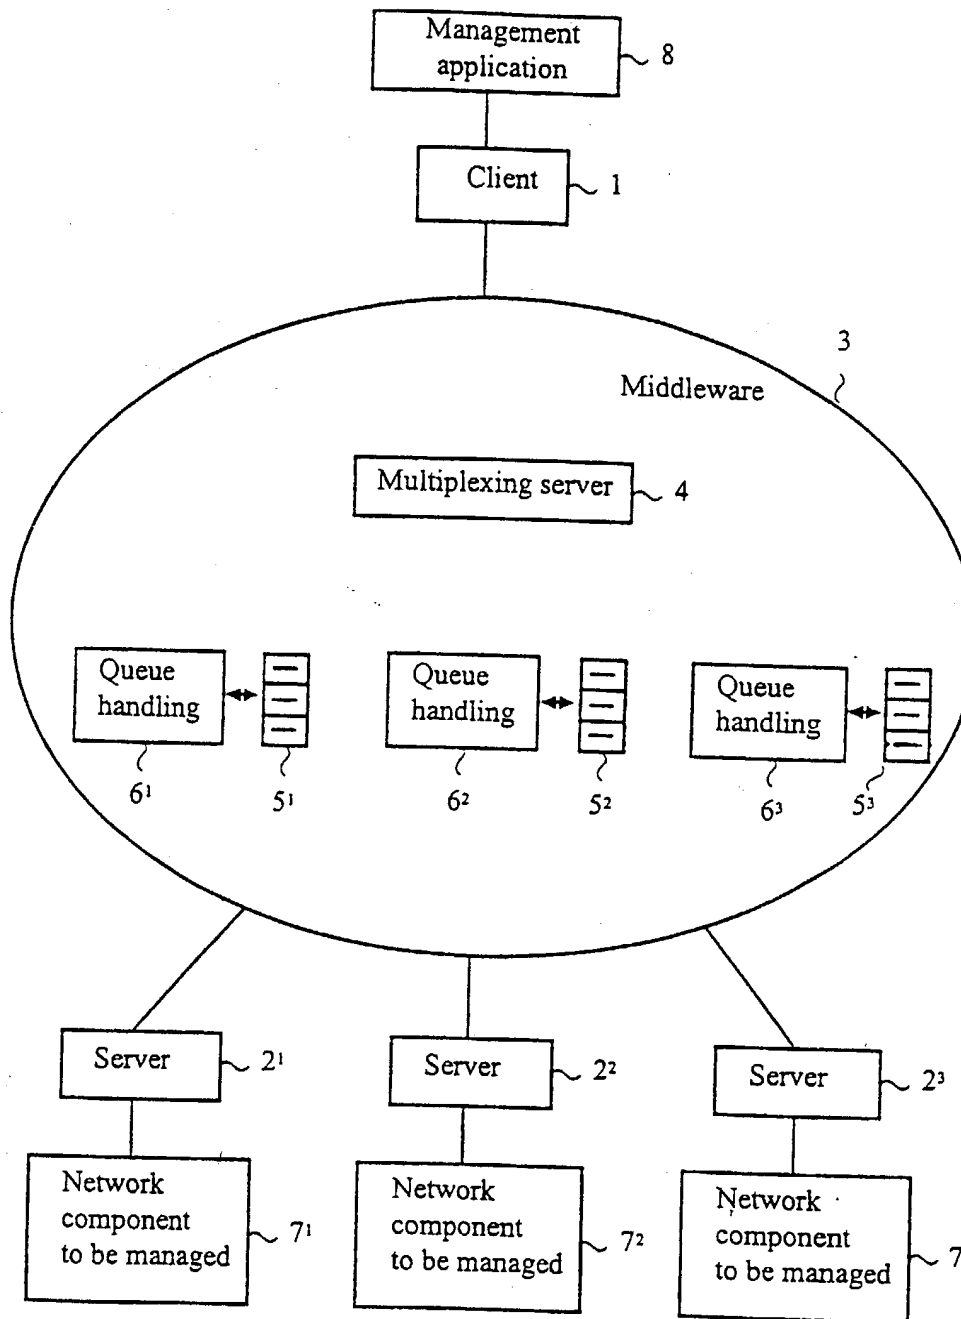 Management
application
8
Client
1
3
Middleware
Multiplexing server
4
Queue
handling
Queue
handling
Queue
handling
6¹
5¹
6²
5²
6³
5³
Server
2¹
Server
2²
Server
2³
Network
component
to be managed
7¹
Network
component
to be managed
7²
Network
component
to be managed
7